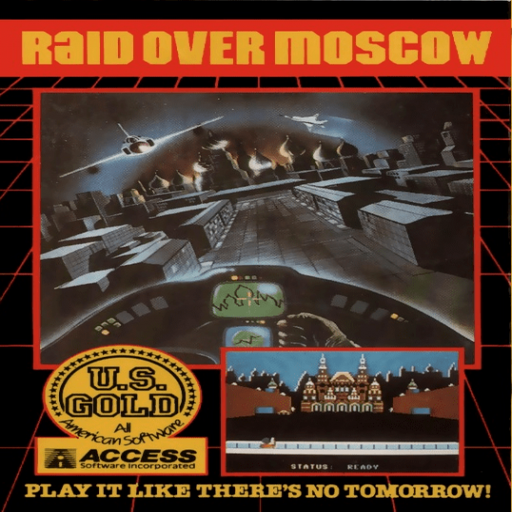 RAID OVER MOSCOW
U.S.
GOLD
All
American Software
ACCESS
Software Incorporated
STATUS: READY
PLAY IT LIKE THERE'S NO TOMORROW!